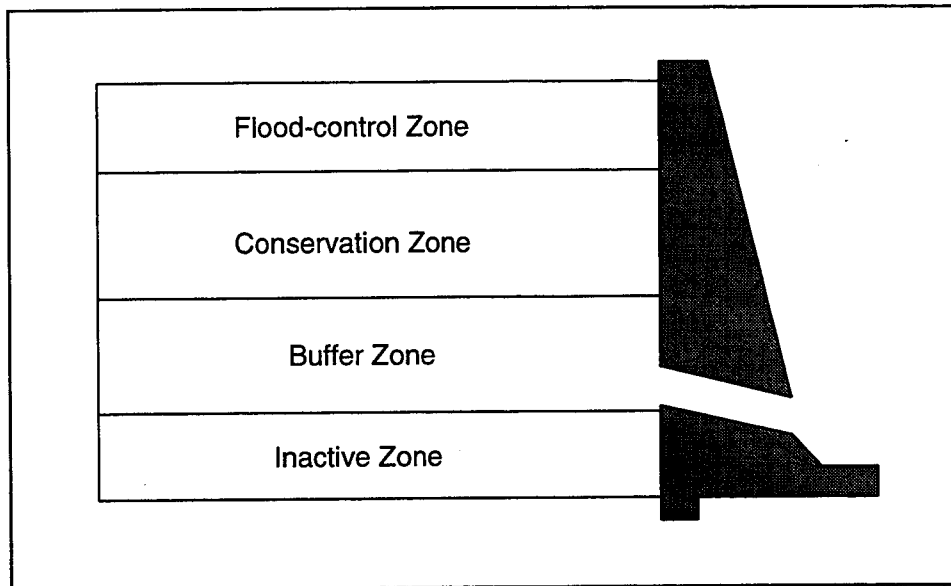 Flood-control Zone
Conservation Zone
Buffer Zone
Inactive Zone